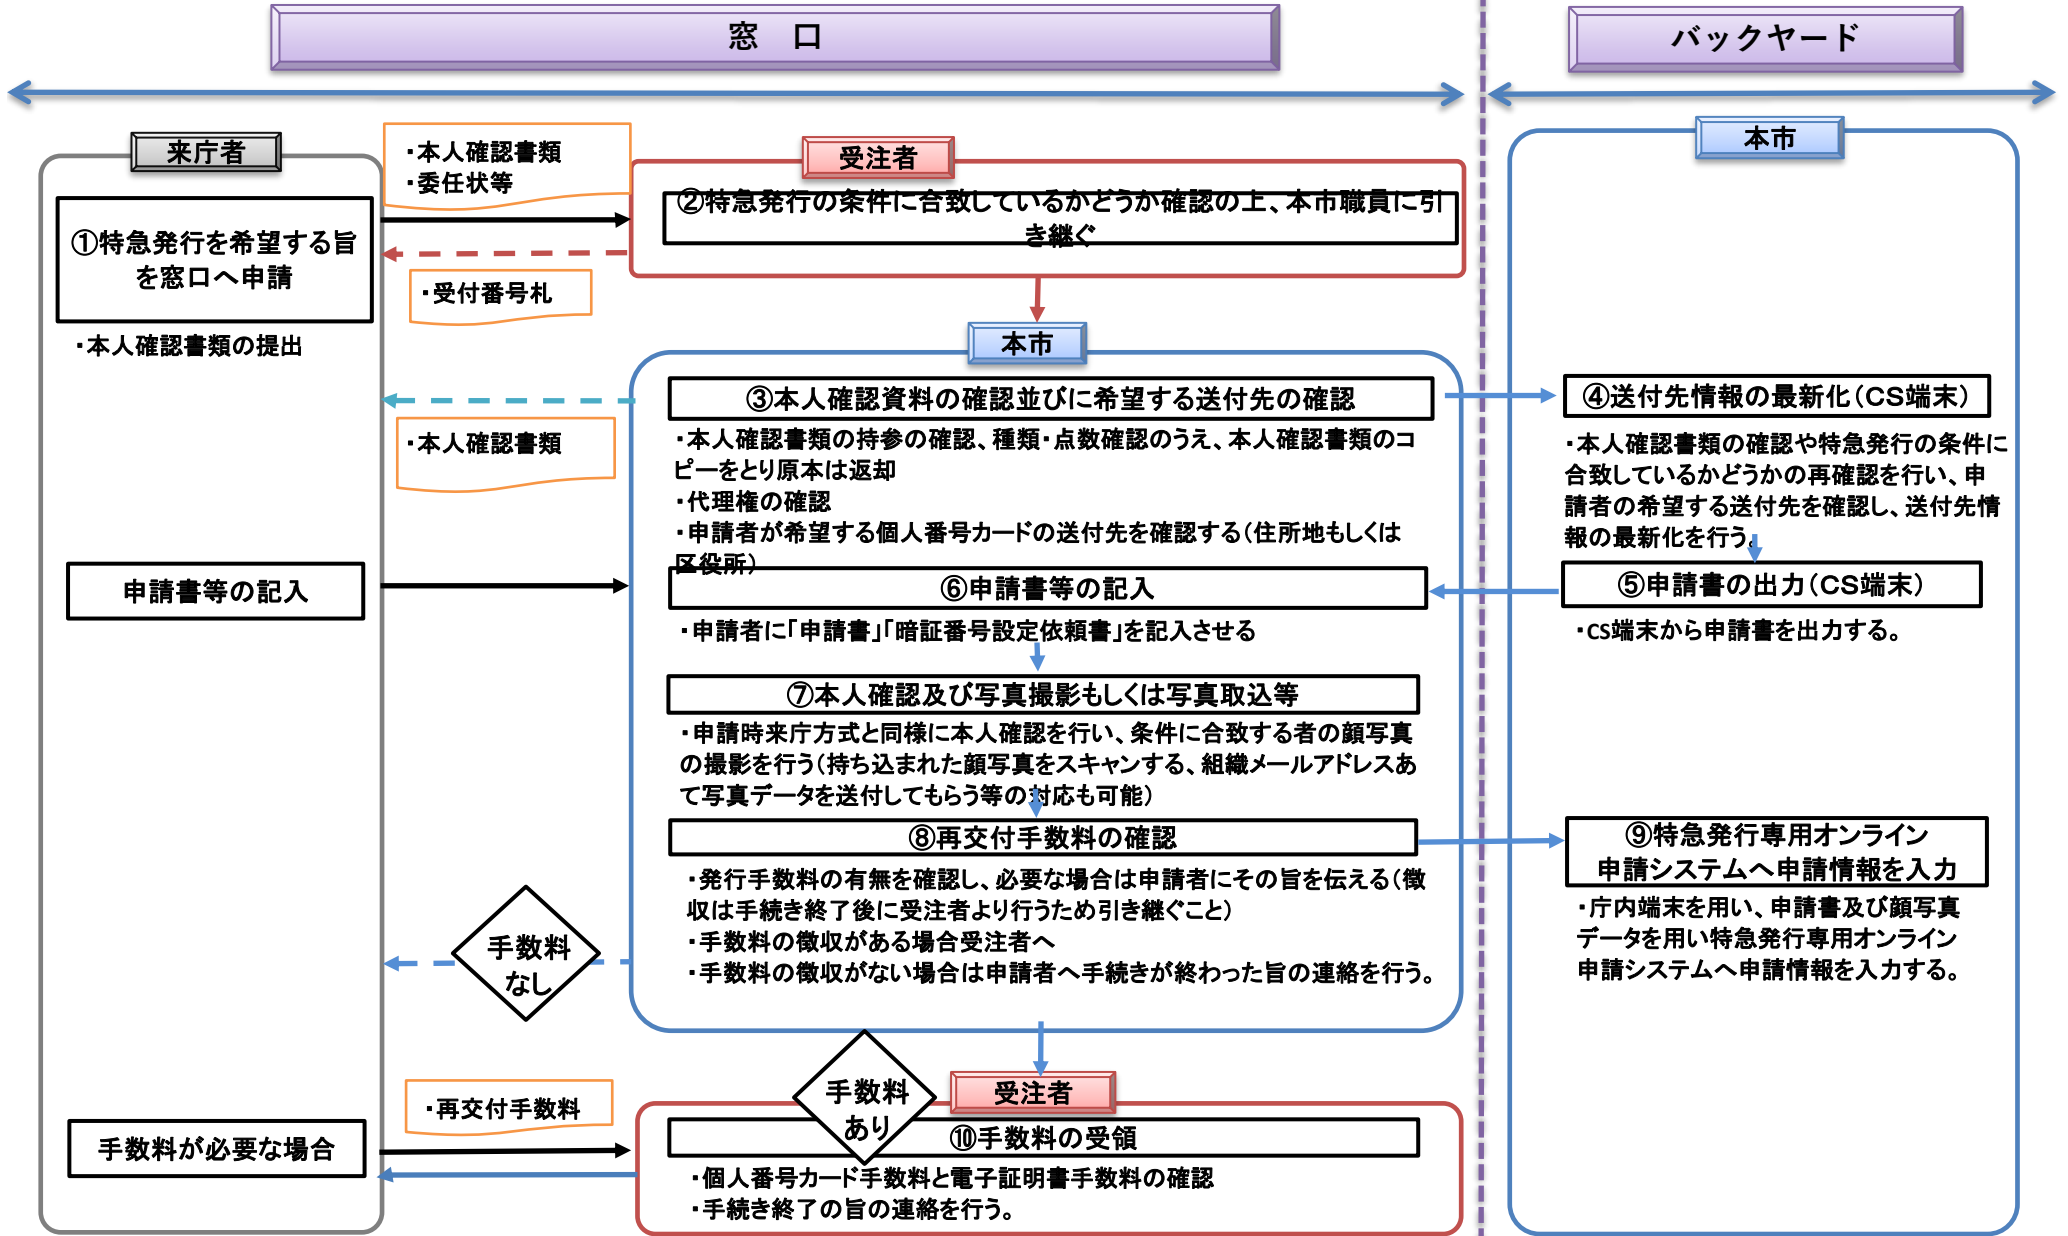 窓　口
バックヤード
来庁者
・本人確認書類
・委任状等
受注者
本市
①特急発行を希望する旨
を窓口へ申請
②特急発行の条件に合致しているかどうか確認の上、本市職員に引
き継ぐ
・受付番号札
・本人確認書類の提出
本市
③本人確認資料の確認並びに希望する送付先の確認
・本人確認書類の持参の確認、種類・点数確認のうえ、本人確認書類のコ
ピーをとり原本は返却
・代理権の確認
・申請者が希望する個人番号カードの送付先を確認する（住所地もしくは
区役所）
・本人確認書類
④送付先情報の最新化（CS端末）
・本人確認書類の確認や特急発行の条件に
合致しているかどうかの再確認を行い、申
請者の希望する送付先を確認し、送付先情
報の最新化を行う。
申請書等の記入
⑥申請書等の記入
・申請者に「申請書」「暗証番号設定依頼書」を記入させる
⑤申請書の出力（CS端末）
・CS端末から申請書を出力する。
⑦本人確認及び写真撮影もしくは写真取込等
・申請時来庁方式と同様に本人確認を行い、条件に合致する者の顔写真
の撮影を行う（持ち込まれた顔写真をスキャンする、組織メールアドレスあ
て写真データを送付してもらう等の対応も可能）
⑧再交付手数料の確認
・発行手数料の有無を確認し、必要な場合は申請者にその旨を伝える（徴
収は手続き終了後に受注者より行うため引き継ぐこと）
・手数料の徴収がある場合受注者へ
・手数料の徴収がない場合は申請者へ手続きが終わった旨の連絡を行う。
⑨特急発行専用オンライン
申請システムへ申請情報を入力
・庁内端末を用い、申請書及び顔写真
データを用い特急発行専用オンライン
申請システムへ申請情報を入力する。
手数料
なし
手数料
あり
受注者
・再交付手数料
手数料が必要な場合
⑩手数料の受領
・個人番号カード手数料と電子証明書手数料の確認
・手続き終了の旨の連絡を行う。